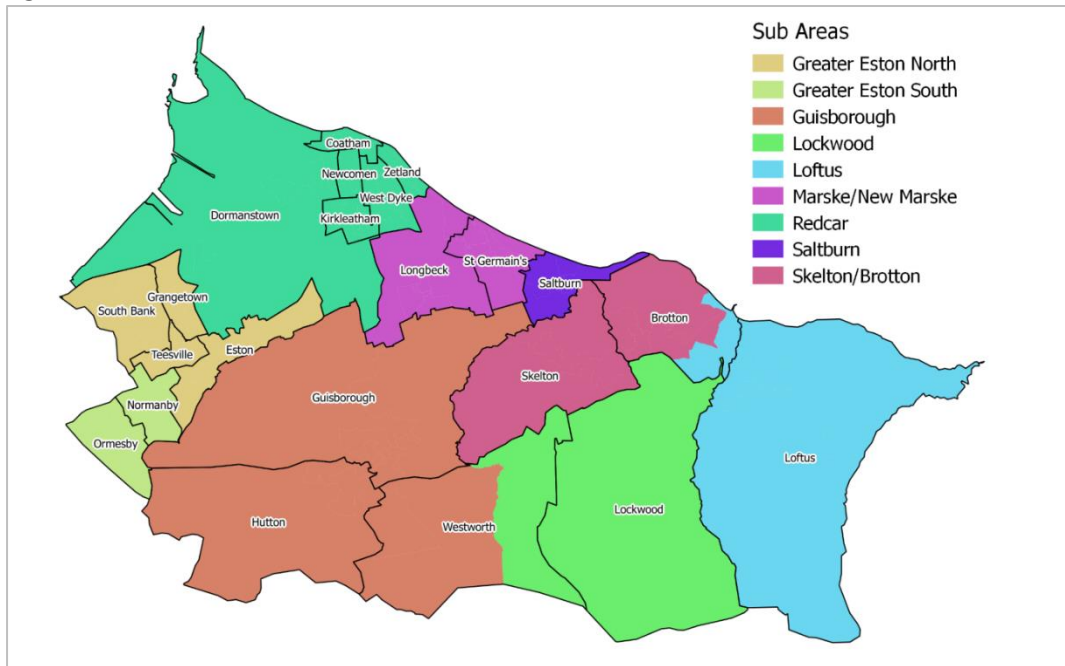 Sub Areas
Greater Eston North
Greater Eston South
Guisborough
Lockwood
Loftus
Marske/New Marske
Redcar
Saltburn
Skelton/Brotton
Coatham
Newcomen
Zetland
West Dyke
Kirkleatham
Dormanstown
Longbeck
St Germain's
Saltburn
Grangetown
South Bank
Teesville
Eston
Brotton
Skelton
Guisborough
Normanby
Ormesby
Loftus
Lockwood
Hutton
Westworth